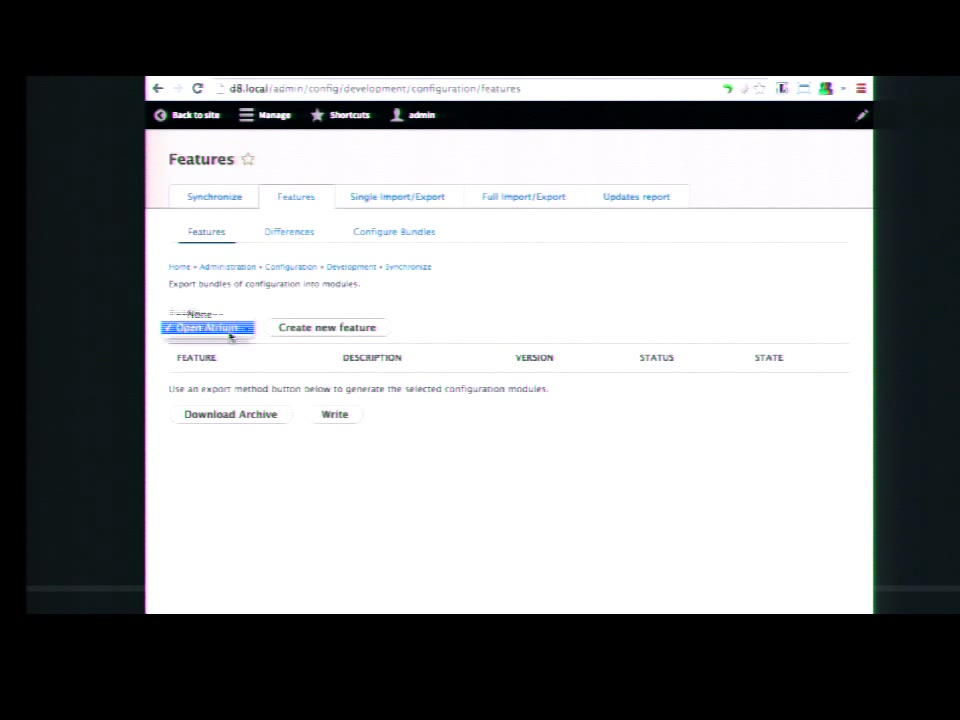 d8.local/admin/config/development/configuration/features
Back to site Manage Shortcuts admin
Features
Synchronize Features Single Import/Export Full Import/Export Updates report
Features Differences Configure Bundles
Home » Administration » Configuration » Development » Synchronize
Export bundles of configuration into modules.
--None--
✓ Open Atrium Create new feature
FEATURE DESCRIPTION VERSION STATUS STATE
Use an export method button below to generate the selected configuration modules.
Download Archive Write